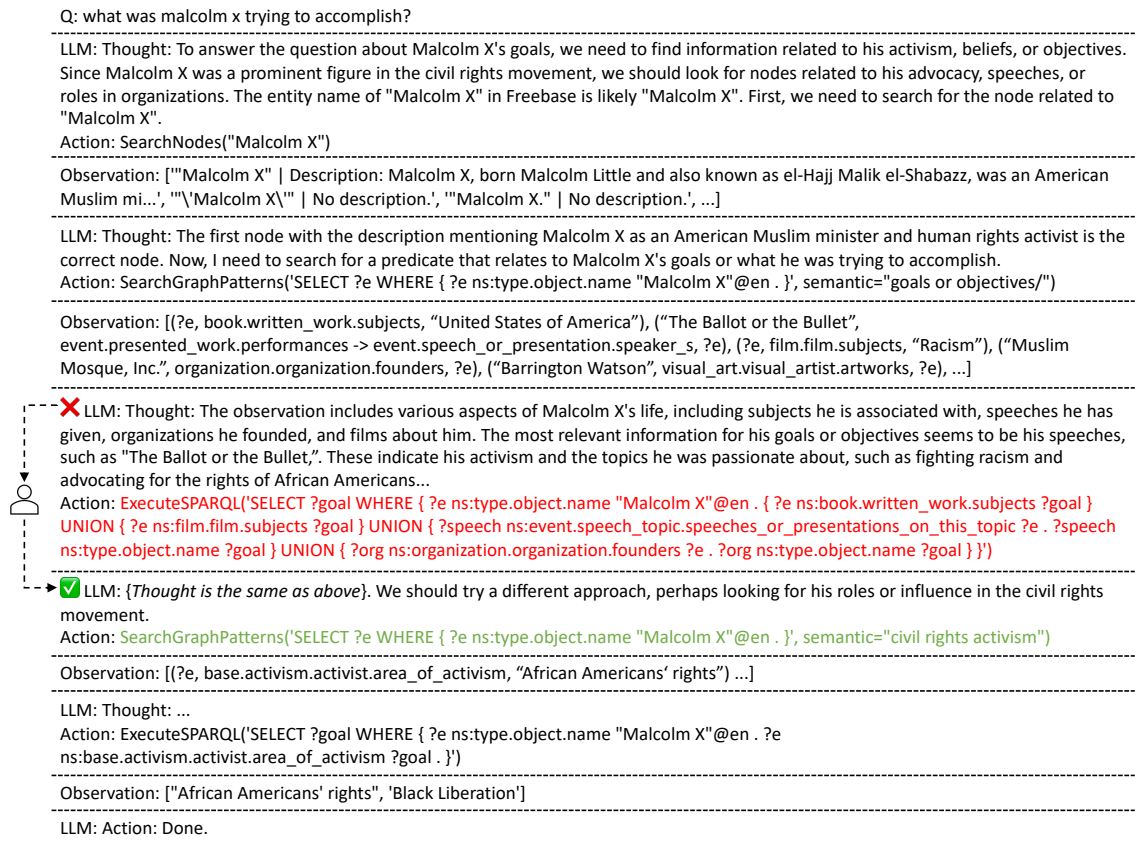 Q: what was malcolm x trying to accomplish?
LLM: Thought: To answer the question about Malcolm X's goals, we need to find information related to his activism, beliefs, or objectives.
Since Malcolm X was a prominent figure in the civil rights movement, we should look for nodes related to his advocacy, speeches, or
roles in organizations. The entity name of "Malcolm X" in Freebase is likely "Malcolm X". First, we need to search for the node related to
"Malcolm X".
Action: SearchNodes("Malcolm X")
Observation: ['"Malcolm X" | Description: Malcolm X, born Malcolm Little and also known as el-Hajj Malik el-Shabazz, was an American
Muslim mi...', '"\'Malcolm X\'" | No description.', '"Malcolm X." | No description.', ...]
LLM: Thought: The first node with the description mentioning Malcolm X as an American Muslim minister and human rights activist is the
correct node. Now, I need to search for a predicate that relates to Malcolm X's goals or what he was trying to accomplish.
Action: SearchGraphPatterns('SELECT ?e WHERE { ?e ns:type.object.name "Malcolm X"@en . }', semantic="goals or objectives/")
Observation: [(?e, book.written_work.subjects, “United States of America”), (“The Ballot or the Bullet”,
event.presented_work.performances -> event.speech_or_presentation.speaker_s, ?e), (?e, film.film.subjects, “Racism”), (“Muslim
Mosque, Inc.”, organization.organization.founders, ?e), (“Barrington Watson”, visual_art.visual_artist.artworks, ?e), ...]
LLM: Thought: The observation includes various aspects of Malcolm X's life, including subjects he is associated with, speeches he has
given, organizations he founded, and films about him. The most relevant information for his goals or objectives seems to be his speeches,
such as "The Ballot or the Bullet,”. These indicate his activism and the topics he was passionate about, such as fighting racism and
advocating for the rights of African Americans...
Action: ExecuteSPARQL('SELECT ?goal WHERE { ?e ns:type.object.name "Malcolm X"@en . { ?e ns:book.written_work.subjects ?goal }
UNION { ?e ns:film.film.subjects ?goal } UNION { ?speech ns:event.speech_topic.speeches_or_presentations_on_this_topic ?e . ?speech
ns:type.object.name ?goal } UNION { ?org ns:organization.organization.founders ?e . ?org ns:type.object.name ?goal } }')
LLM: {Thought is the same as above}. We should try a different approach, perhaps looking for his roles or influence in the civil rights
movement.
Action: SearchGraphPatterns('SELECT ?e WHERE { ?e ns:type.object.name "Malcolm X"@en . }', semantic="civil rights activism")
Observation: [(?e, base.activism.activist.area_of_activism, “African Americans‘ rights”) ...]
LLM: Thought: ...
Action: ExecuteSPARQL('SELECT ?goal WHERE { ?e ns:type.object.name "Malcolm X"@en . ?e
ns:base.activism.activist.area_of_activism ?goal . }')
Observation: ["African Americans' rights", 'Black Liberation']
LLM: Action: Done.